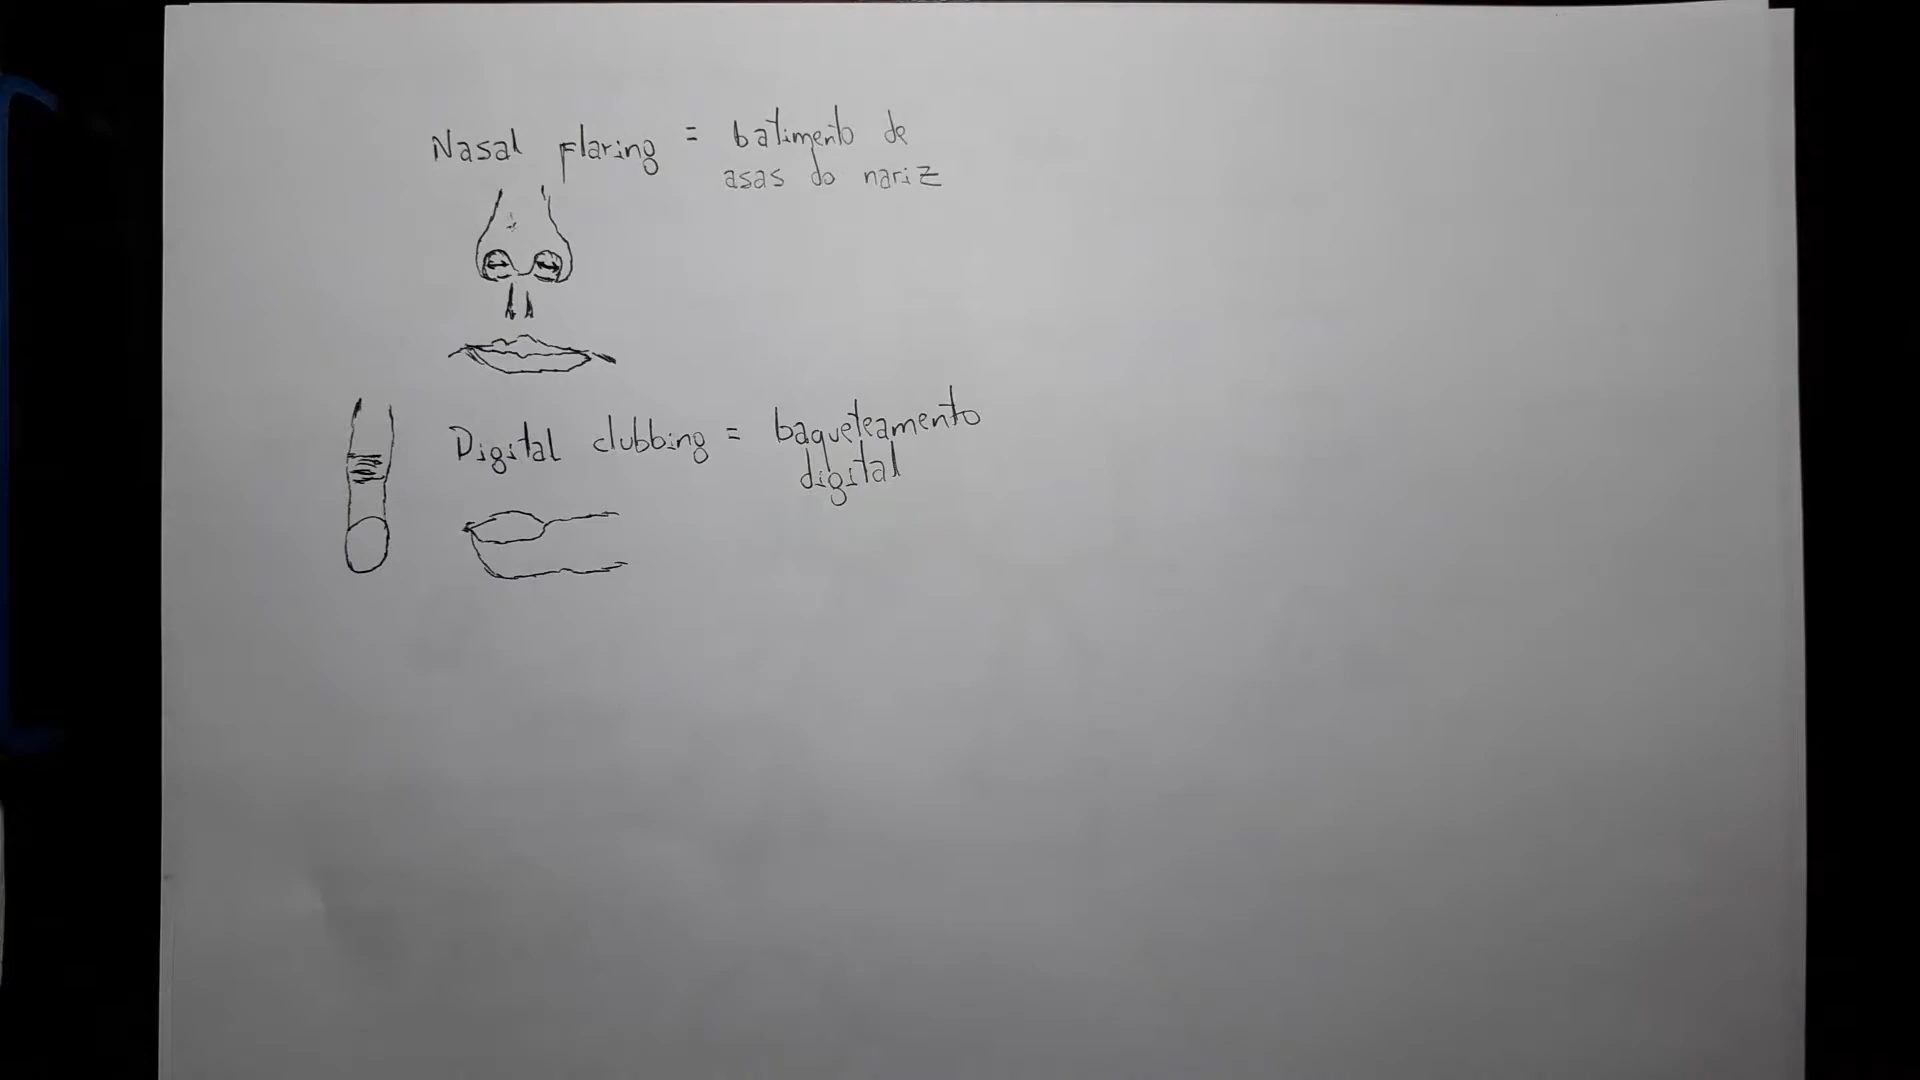 Nasal flaring = batimento de
asas do nariz
Digital clubbing = baqueteamento
digital